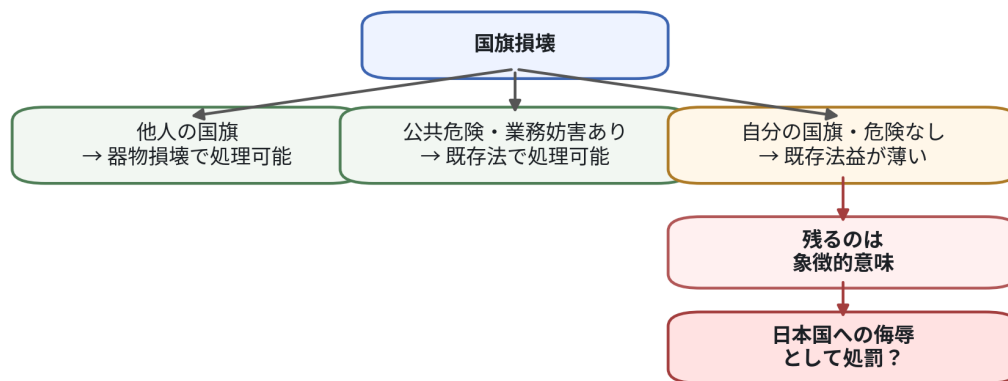 国旗損壊
他人の国旗
→ 器物損壊で処理可能
公共危険・業務妨害あり
→ 既存法で処理可能
自分の国旗・危険なし
→ 既存法益が薄い
残るのは
象徴的意味
日本国への侮辱
として処罰？